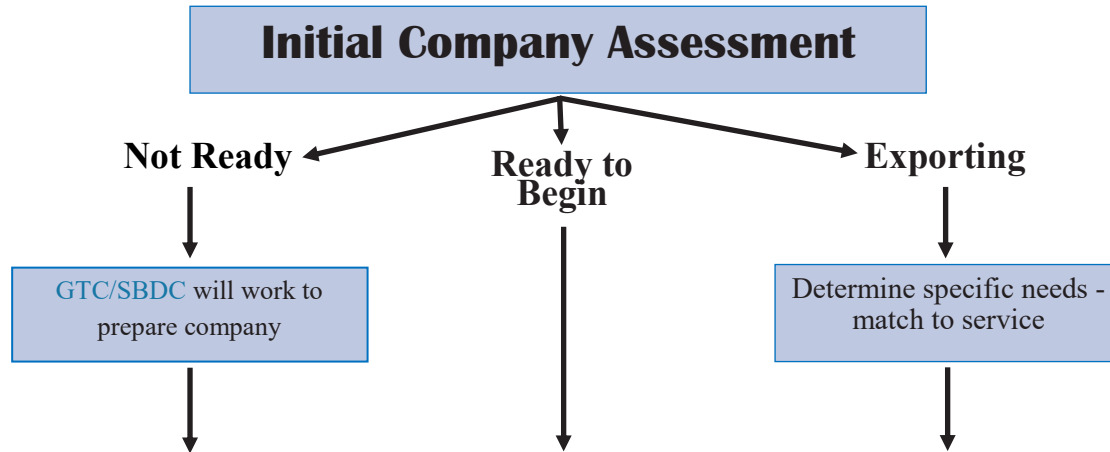 Initial Company Assessment
Not Ready
Ready to
Begin
Exporting
GTC/SBDC will work to
prepare company
Determine specific needs -
match to service